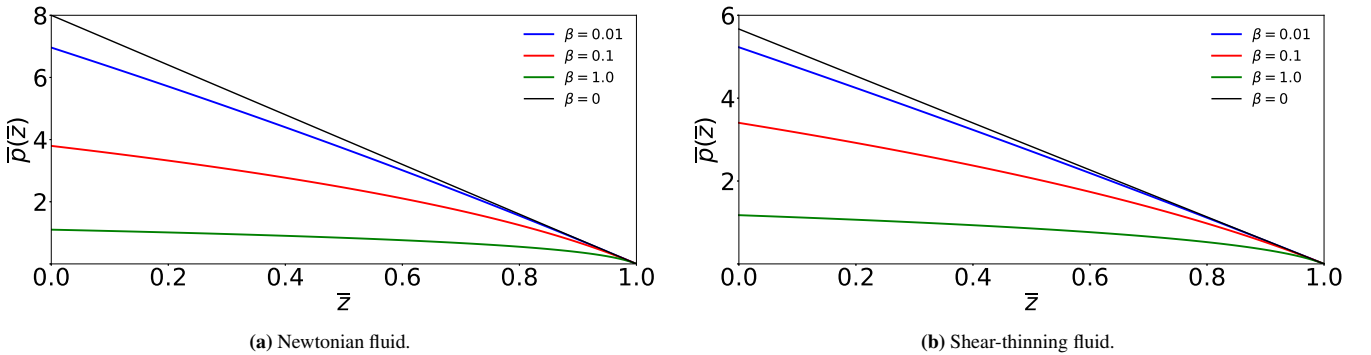 8
6
4
2
p̅(z̅)
β = 0.01
β = 0.1
β = 1.0
β = 0
0.0 0.2 0.4 0.6 0.8 1.0
z̅
(a) Newtonian fluid.
6
4
2
0
p̅(z̅)
β = 0.01
β = 0.1
β = 1.0
β = 0
0.0 0.2 0.4 0.6 0.8 1.0
z̅
(b) Shear-thinning fluid.